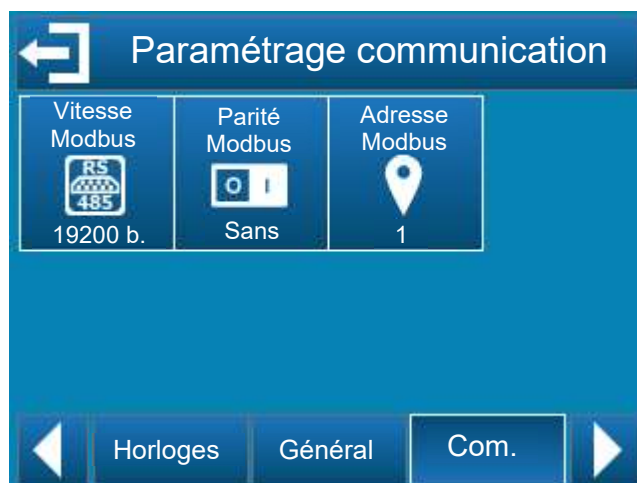 Paramétrage communication
Vitesse
Modbus
RS
485
19200 b.
Parité
Modbus
O I
Sans
Adresse
Modbus
1
Horloges
Général
Com.